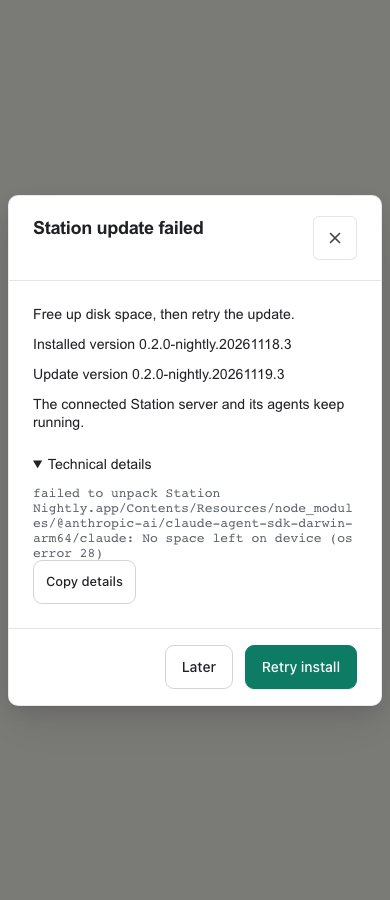 Station update failed
Free up disk space, then retry the update.
Installed version 0.2.0-nightly.20261118.3
Update version 0.2.0-nightly.20261119.3
The connected Station server and its agents keep
running.
Technical details
failed to unpack Station
Nightly.app/Contents/Resources/node_modul
es/@anthropic-ai/claude-agent-sdk-darwin-
arm64/claude: No space left on device (os
error 28)
Copy details
Later
Retry install